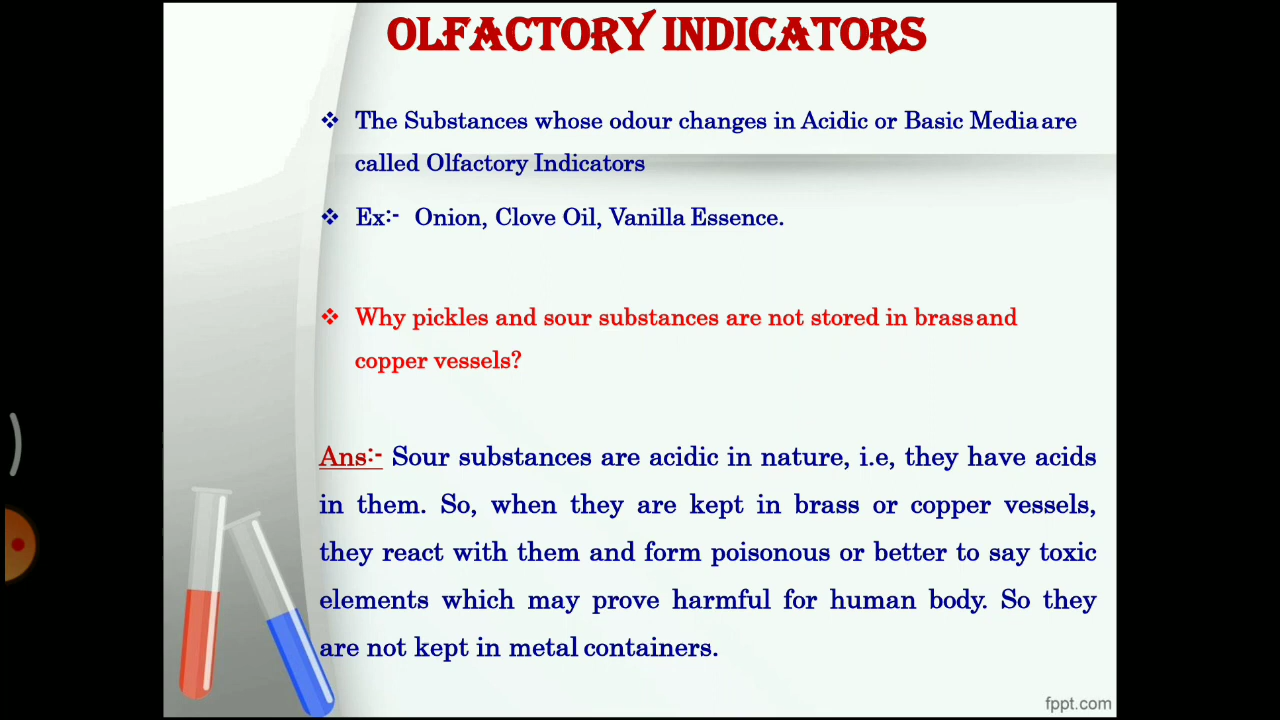 OLFACTORY INDICATORS
❖ The Substances whose odour changes in Acidic or Basic Media are
called Olfactory Indicators
❖ Ex:- Onion, Clove Oil, Vanilla Essence.
❖ Why pickles and sour substances are not stored in brass and
copper vessels?
Ans:- Sour substances are acidic in nature, i.e, they have acids
in them. So, when they are kept in brass or copper vessels,
they react with them and form poisonous or better to say toxic
elements which may prove harmful for human body. So they
are not kept in metal containers.
fppt.com